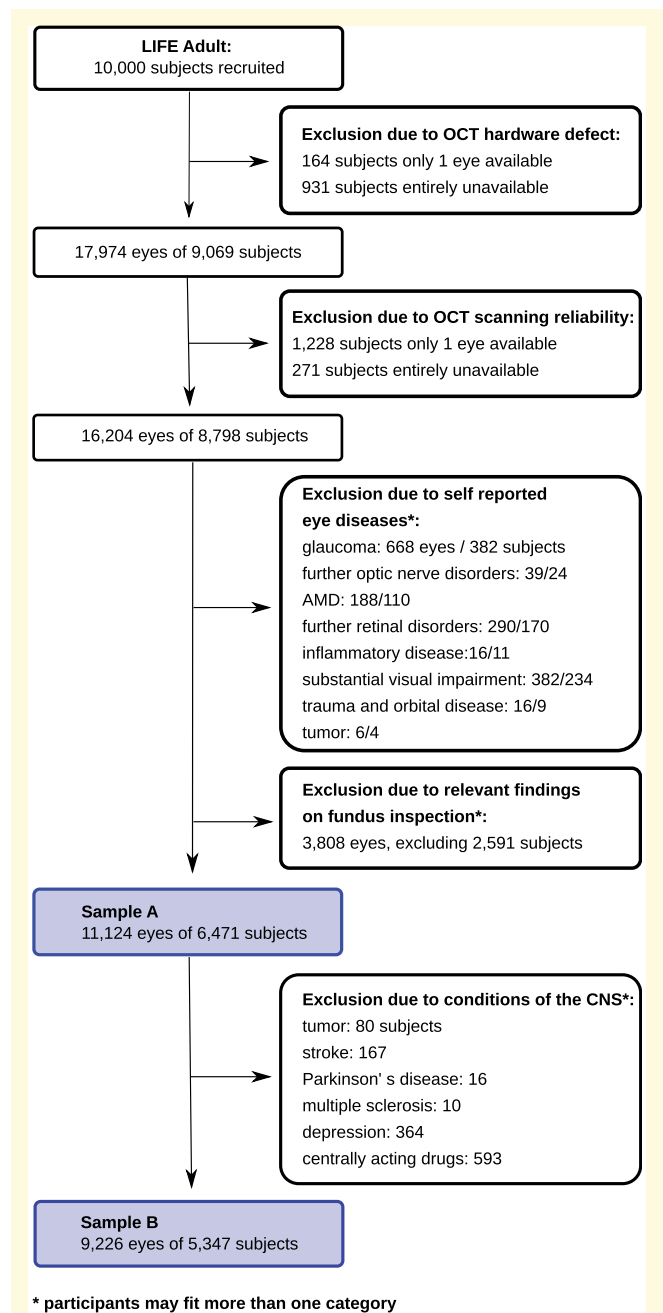 LIFE Adult:
10,000 subjects recruited
Exclusion due to OCT hardware defect:
164 subjects only 1 eye available
931 subjects entirely unavailable
17,974 eyes of 9,069 subjects
Exclusion due to OCT scanning reliability:
1,228 subjects only 1 eye available
271 subjects entirely unavailable
16,204 eyes of 8,798 subjects
Exclusion due to self reported
eye diseases*:
glaucoma: 668 eyes / 382 subjects
further optic nerve disorders: 39/24
AMD: 188/110
further retinal disorders: 290/170
inflammatory disease:16/11
substantial visual impairment: 382/234
trauma and orbital disease: 16/9
tumor: 6/4
Exclusion due to relevant findings
on fundus inspection*:
3,808 eyes, excluding 2,591 subjects
Sample A
11,124 eyes of 6,471 subjects
Exclusion due to conditions of the CNS*:
tumor: 80 subjects
stroke: 167
Parkinson' s disease: 16
multiple sclerosis: 10
depression: 364
centrally acting drugs: 593
Sample B
9,226 eyes of 5,347 subjects
* participants may fit more than one category